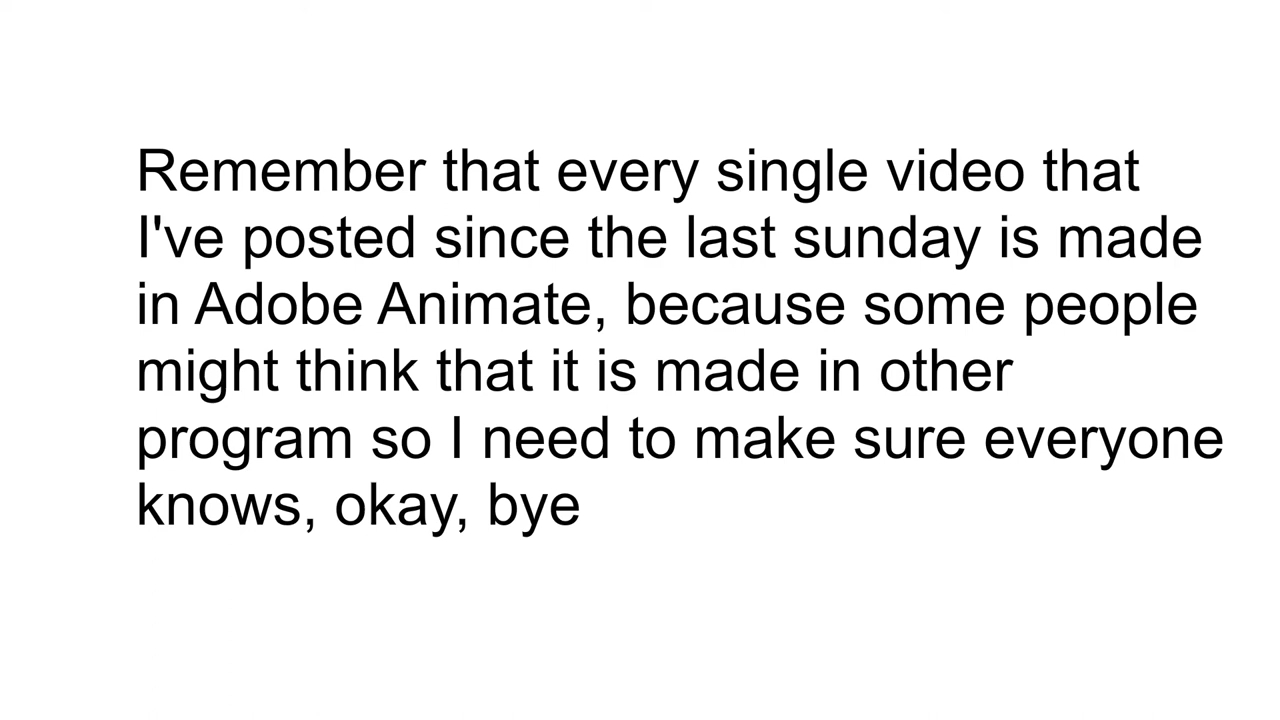 Remember that every single video that
I've posted since the last sunday is made
in Adobe Animate, because some people
might think that it is made in other
program so I need to make sure everyone
knows, okay, bye